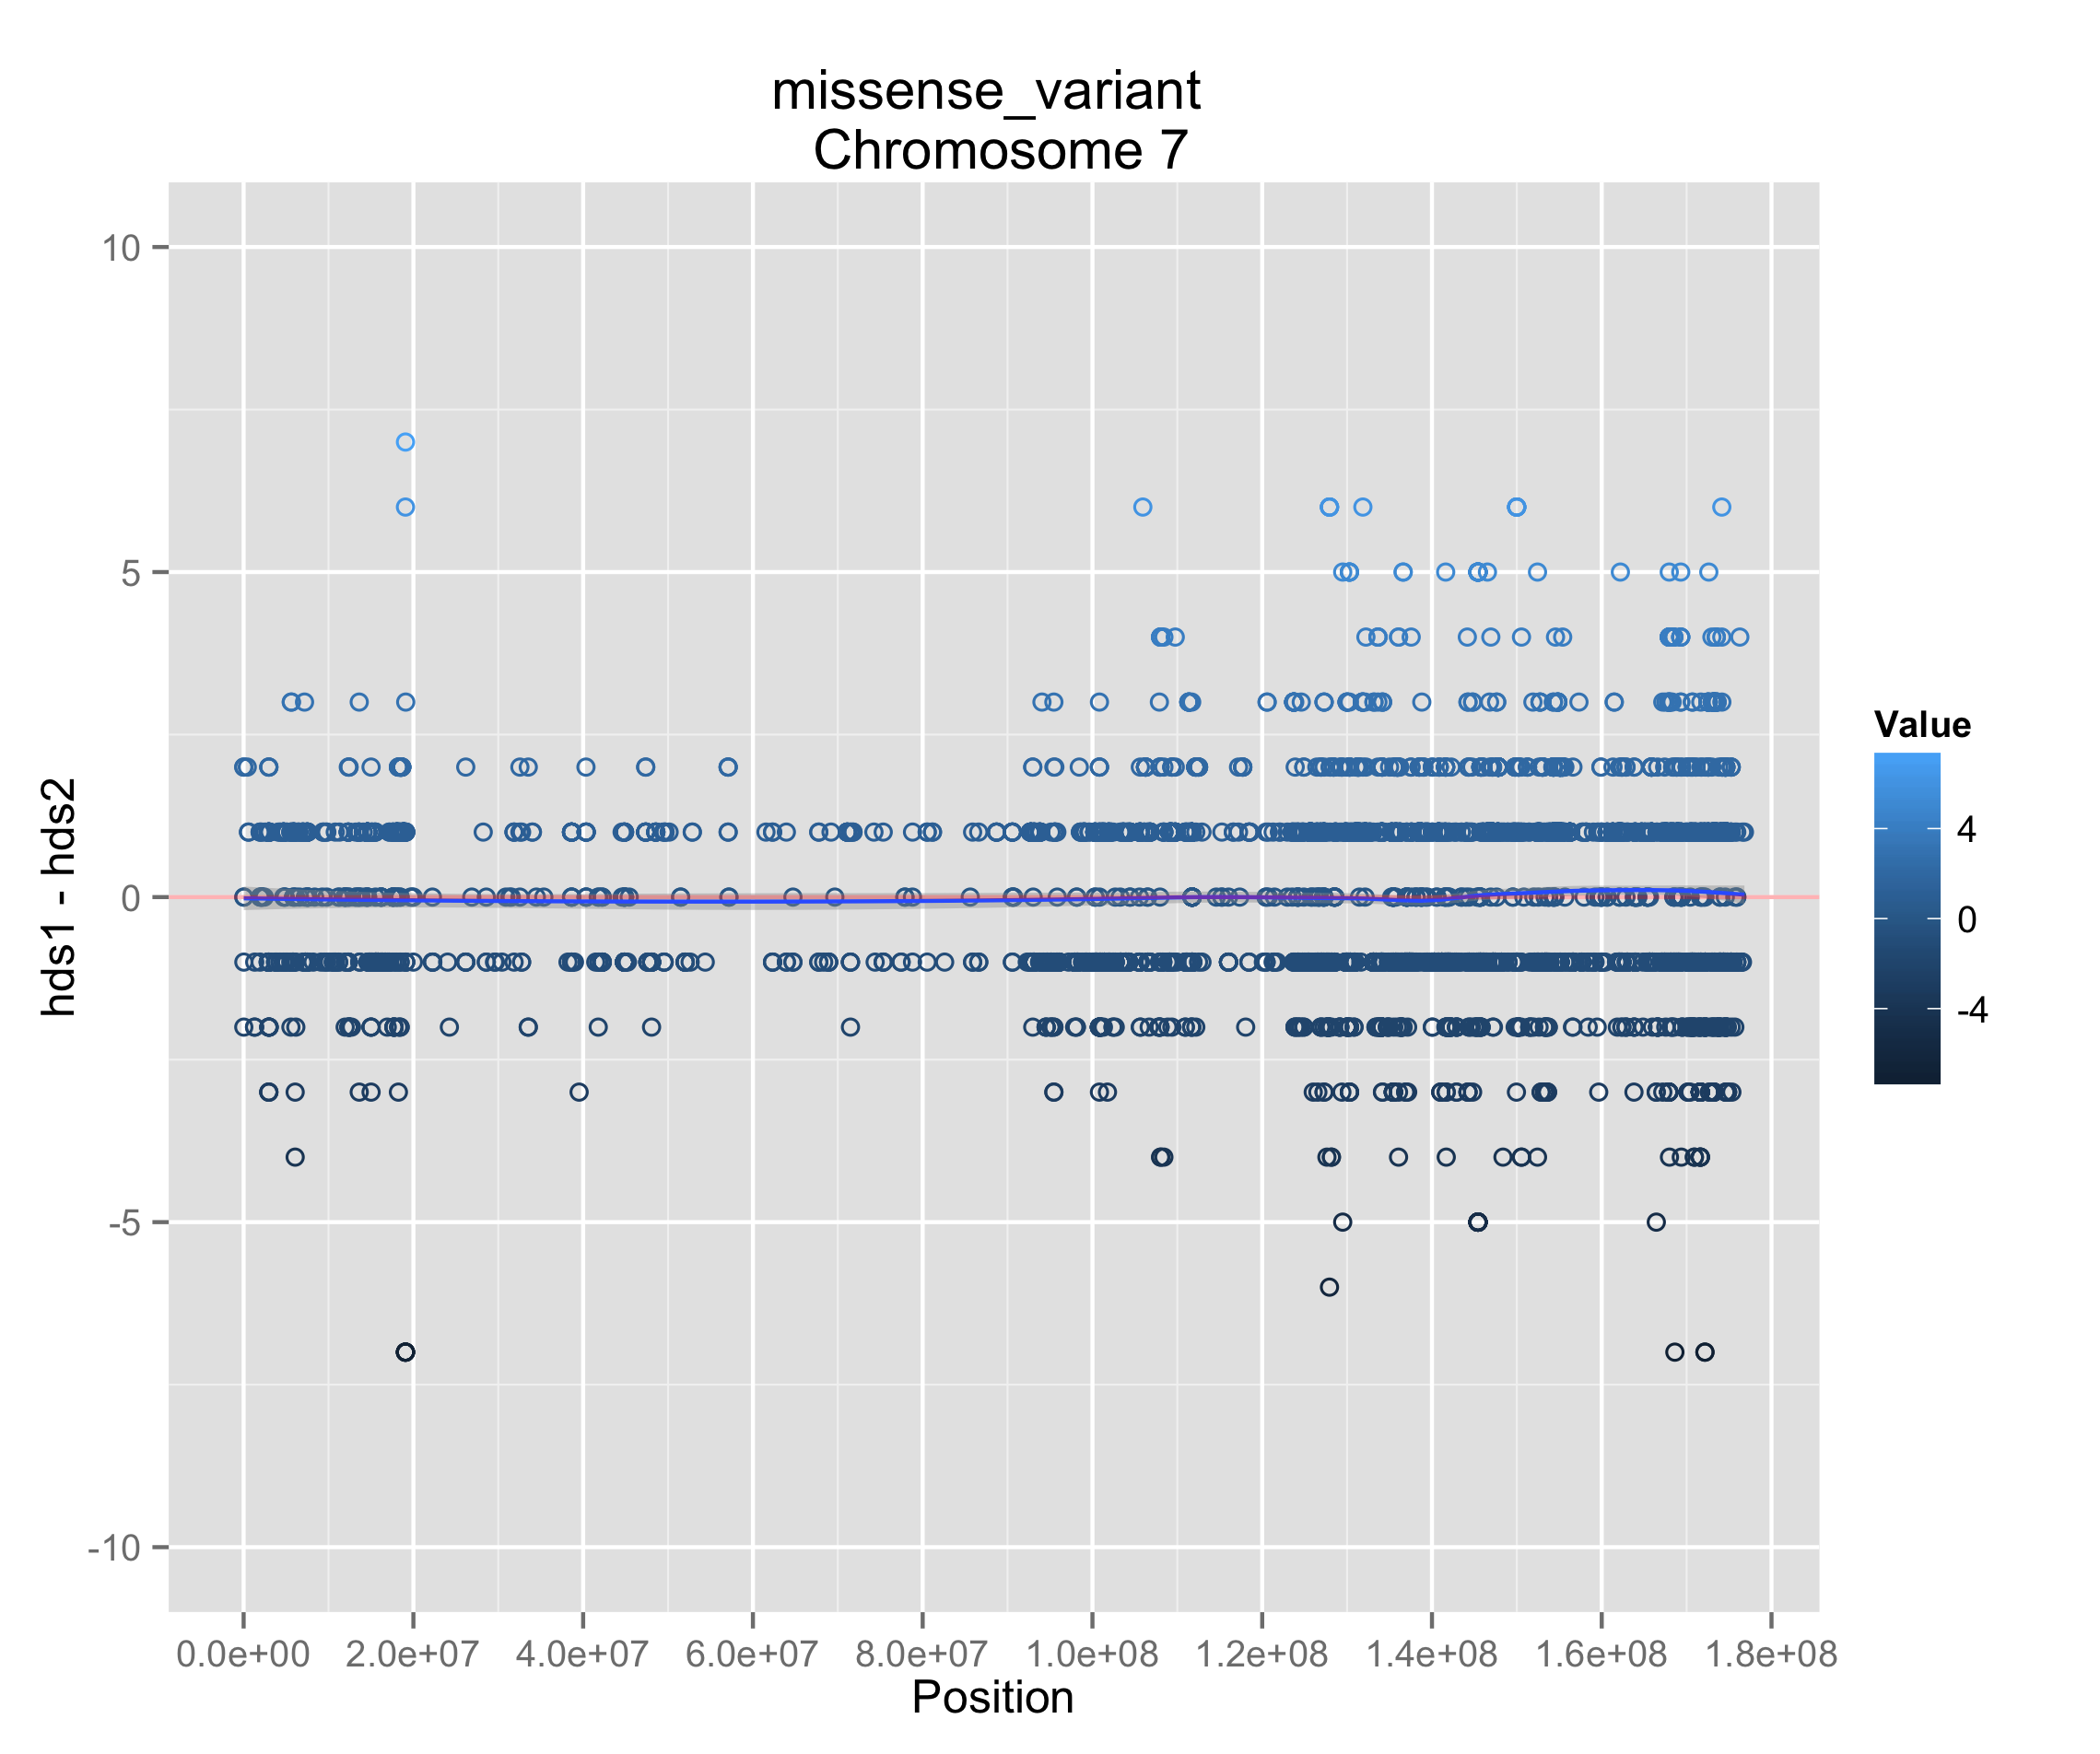 missense_variant
Chromosome 7
hds1 - hds2
10
5
0
-5
-10
0.0e+00 2.0e+07 4.0e+07 6.0e+07 8.0e+07 1.0e+08 1.2e+08 1.4e+08 1.6e+08 1.8e+08
Position
Value
4
0
-4